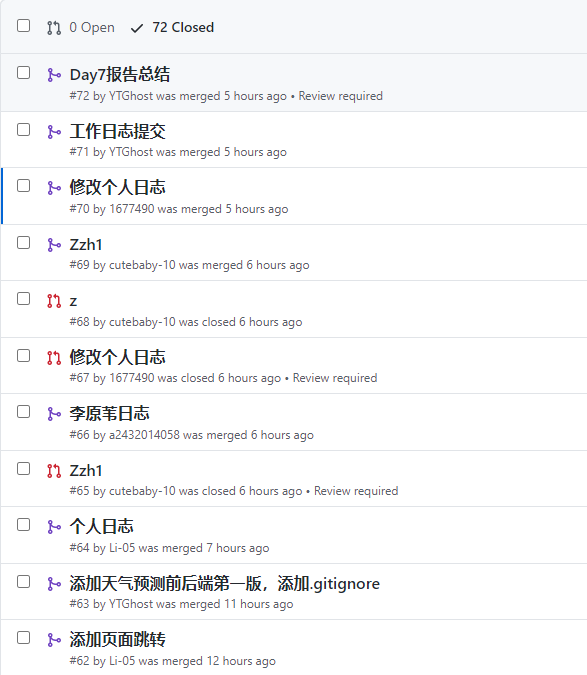 0 Open 72 Closed
Day7报告总结
#72 by YTGhost was merged 5 hours ago • Review required
工作日志提交
#71 by YTGhost was merged 5 hours ago
修改个人日志
#70 by 1677490 was merged 5 hours ago
Zzh1
#69 by cutebaby-10 was merged 6 hours ago
z
#68 by cutebaby-10 was closed 6 hours ago
修改个人日志
#67 by 1677490 was closed 6 hours ago • Review required
李原苇日志
#66 by a2432014058 was merged 6 hours ago
Zzh1
#65 by cutebaby-10 was closed 6 hours ago • Review required
个人日志
#64 by Li-05 was merged 7 hours ago
添加天气预测前后端第一版，添加.gitignore
#63 by YTGhost was merged 11 hours ago
添加页面跳转
#62 by Li-05 was merged 12 hours ago